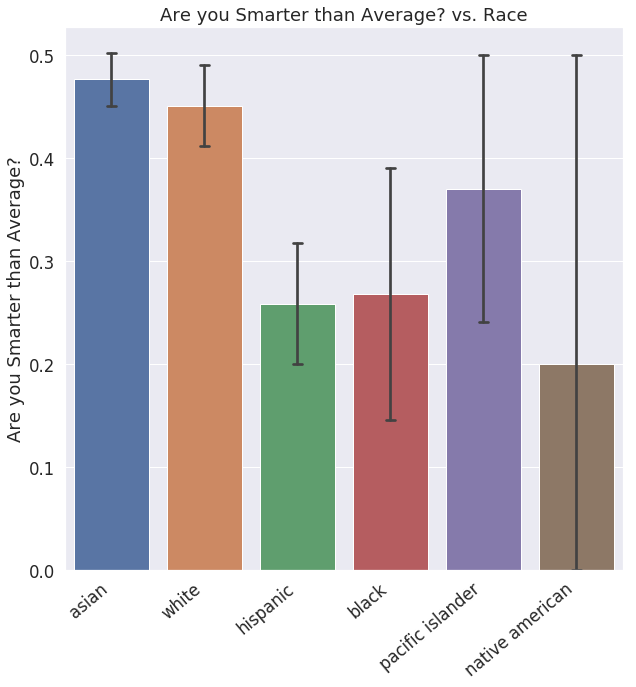 Are you Smarter than Average? vs. Race
Are you Smarter than Average?
0.5
0.4
0.3
0.2
0.1
0.0
asian
white
hispanic
black
pacific islander
native american